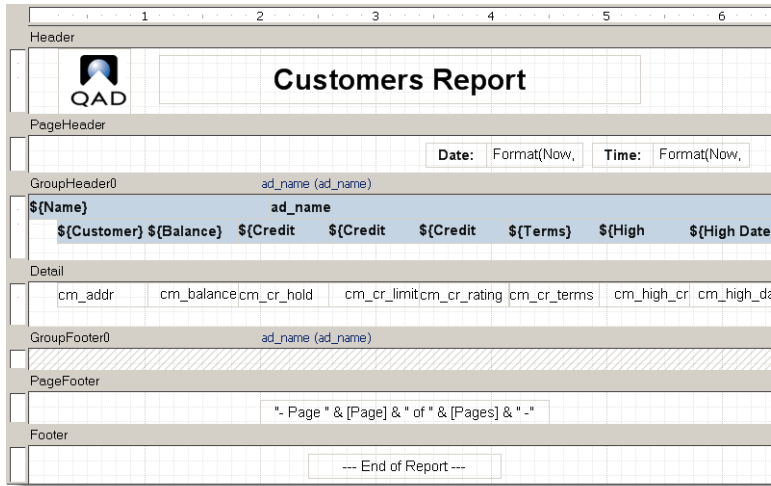 1 2 3 4 5 6
Header
QAD
Customers Report
PageHeader
Date: Format(Now, Time: Format(Now,
GroupHeader0 ad_name (ad_name)
${Name} ad_name
${Customer} ${Balance} ${Credit ${Credit ${Credit ${Terms} ${High ${High Date
Detail
cm_addr cm_balance cm_cr_hold cm_cr_limit cm_cr_rating cm_cr_terms cm_high_cr cm_high_da
GroupFooter0 ad_name (ad_name)
PageFooter
"- Page " & [Page] & " of " & [Pages] & " -"
Footer
--- End of Report ---